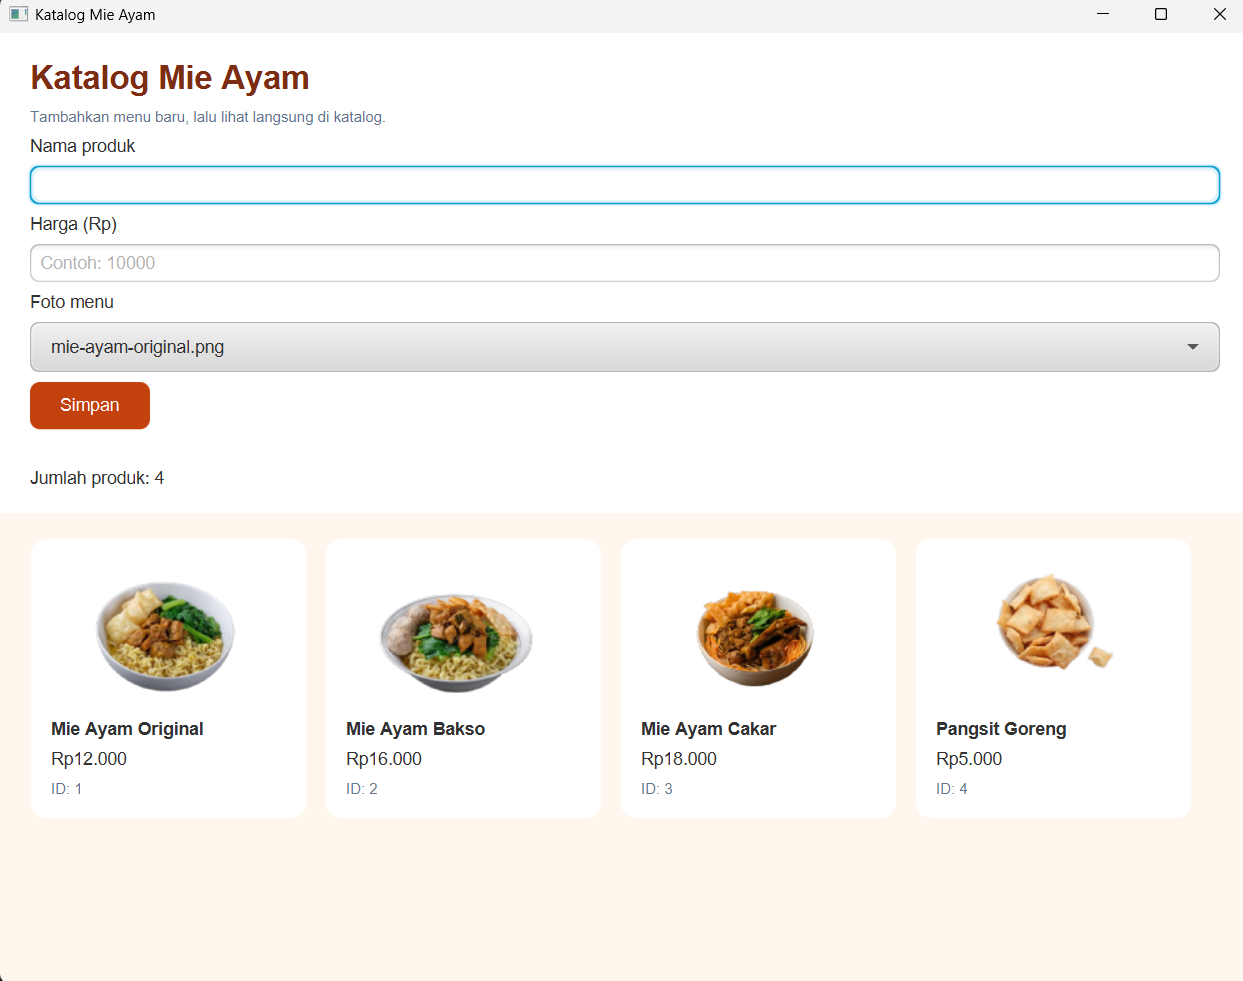 Katalog Mie Ayam
Katalog Mie Ayam
Tambahkan menu baru, lalu lihat langsung di katalog.
Nama produk
Harga (Rp)
Contoh: 10000
Foto menu
mie-ayam-original.png
Simpan
Jumlah produk: 4
Mie Ayam Original
Rp12.000
ID: 1
Mie Ayam Bakso
Rp16.000
ID: 2
Mie Ayam Cakar
Rp18.000
ID: 3
Pangsit Goreng
Rp5.000
ID: 4